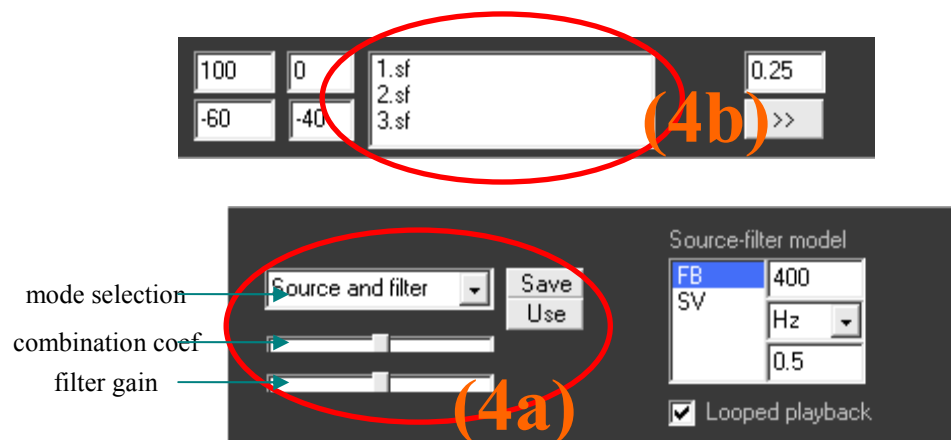 100 0 1.sf 0.25
2.sf
-60 -40 3.sf >>
(4b)
Source-filter model
mode selection Source and filter Save FB 400
Use SV Hz
combination coef
filter gain 0.5
(4a) Looped playback